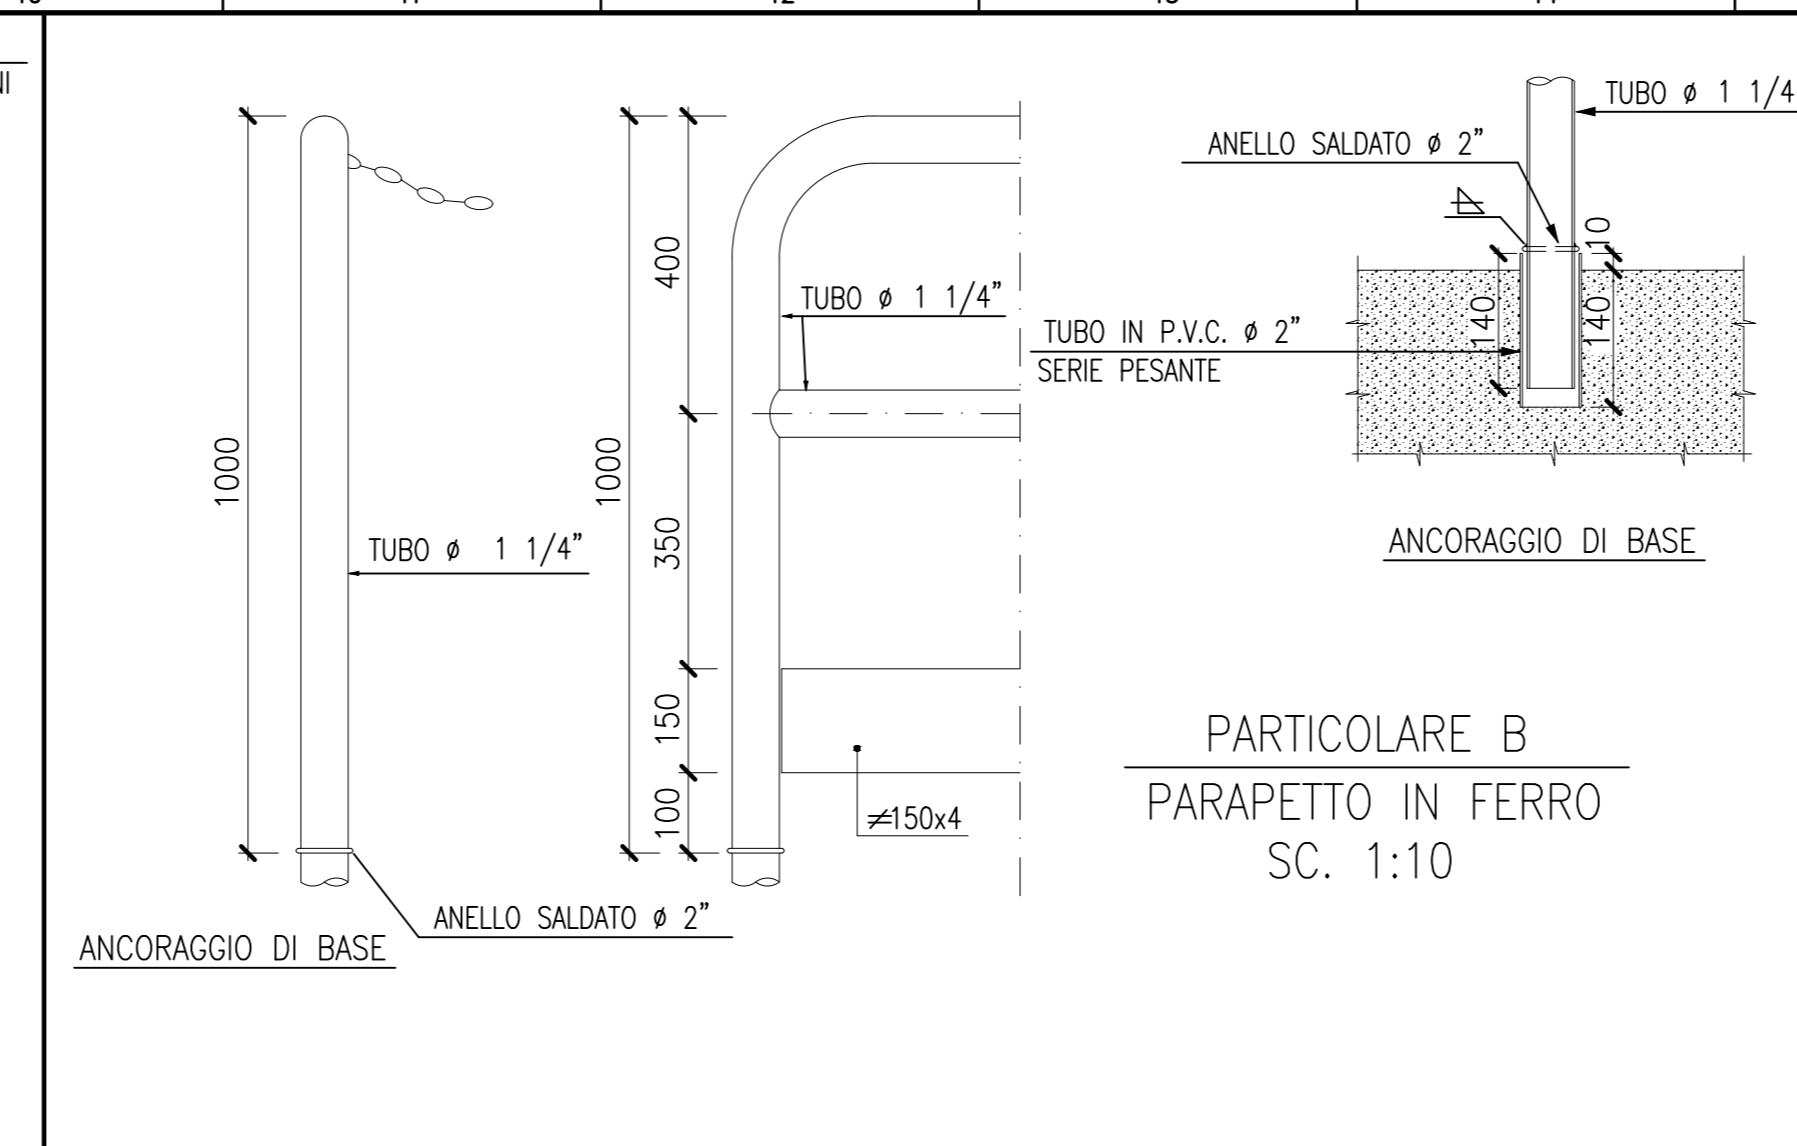 NI
1000
TUBO ø 1 1/4”
ANELLO SALDATO ø 2”
ANCORAGGIO DI BASE
1000
400
350
150
100
TUBO ø 1 1/4”
≠150x4
TUBO ø 1 1/4
ANELLO SALDATO ø 2”
10
140
140
TUBO IN P.V.C. ø 2”
SERIE PESANTE
ANCORAGGIO DI BASE
PARTICOLARE B
PARAPETTO IN FERRO
SC. 1:10